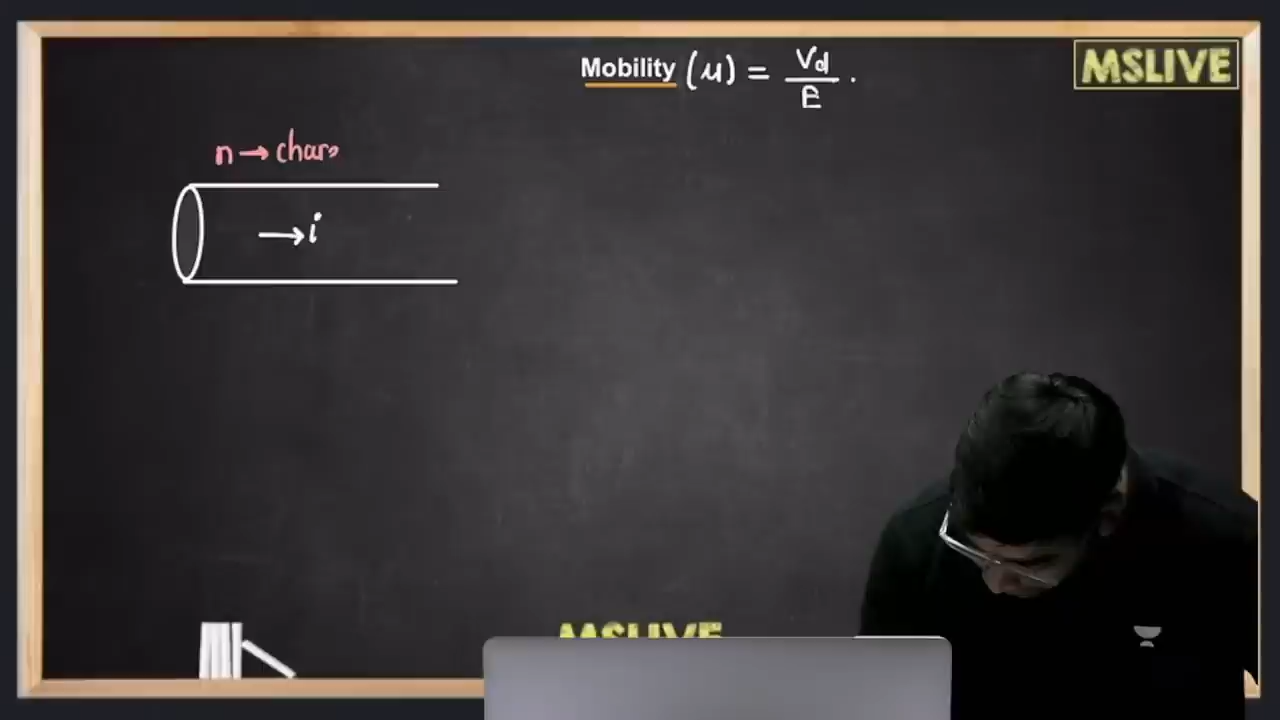 Mobility (μ) = Vd / E .
MSLIVE
n → charg
→ i
MSLIVE